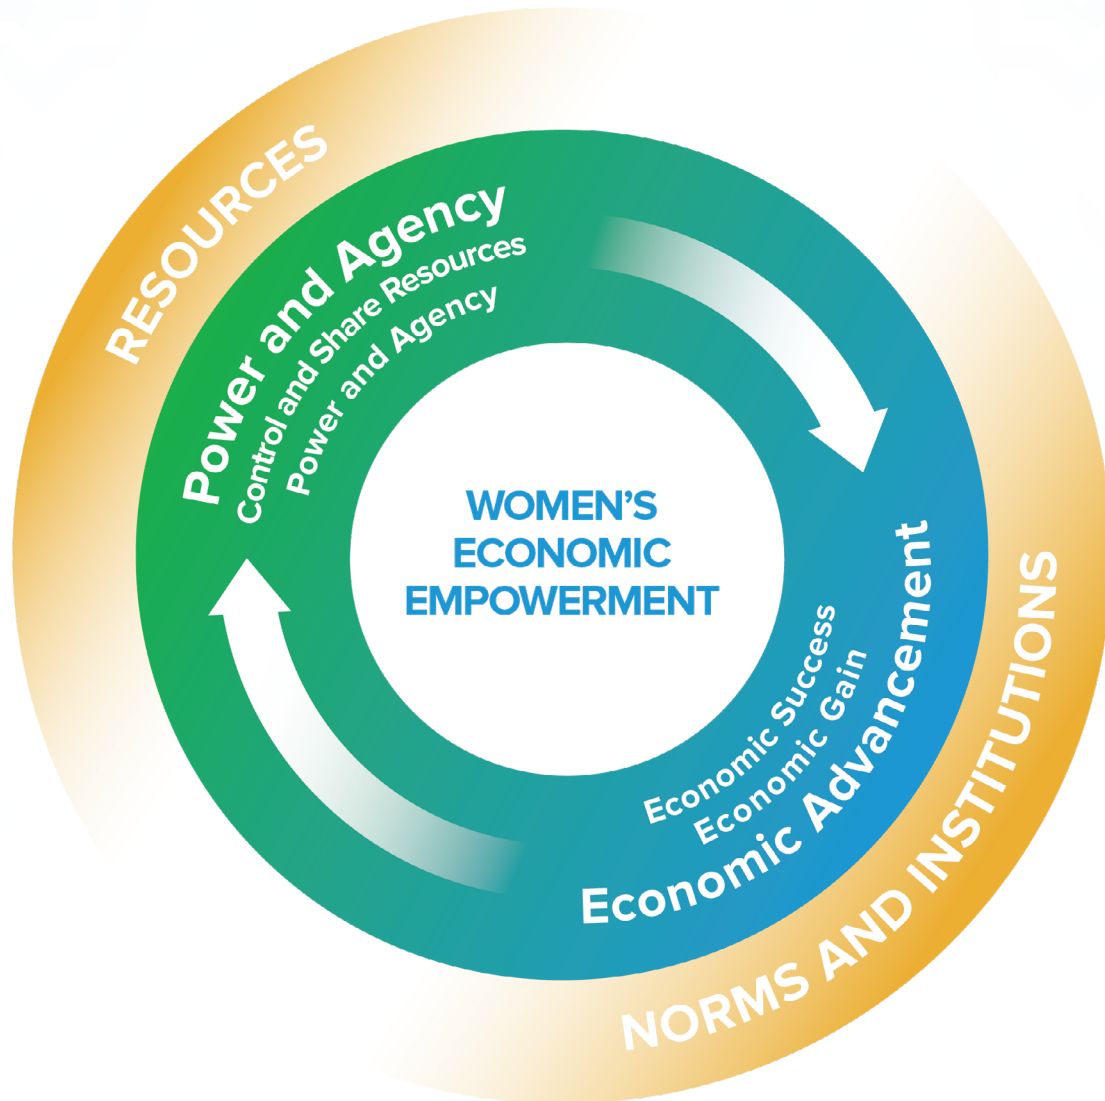 RESOURCES
Power and Agency
Control and Share Resources
Power and Agency
WOMEN’S
ECONOMIC
EMPOWERMENT
Economic Success
Economic Gain
Economic Advancement
NORMS AND INSTITUTIONS